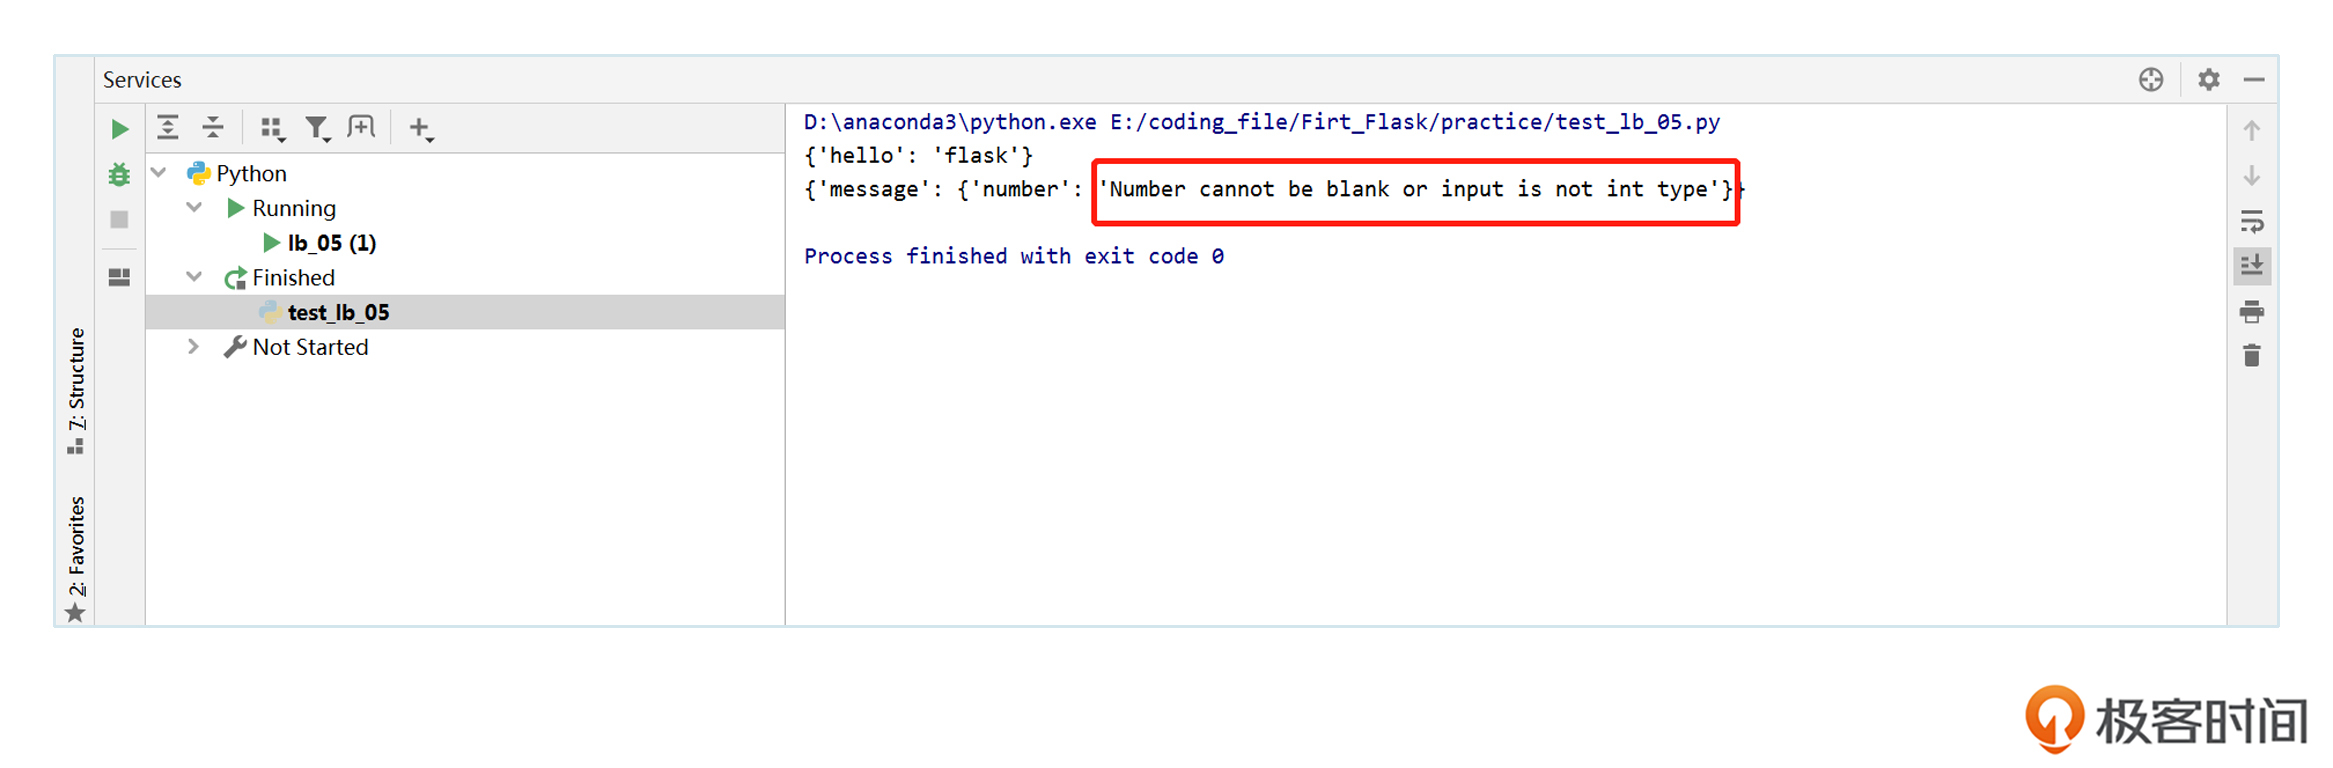 Services
Python
Running
lb_05 (1)
Finished
test_lb_05
Not Started
D:\anaconda3\python.exe E:/coding_file/Firt_Flask/practice/test_lb_05.py
{'hello': 'flask'}
{'message': {'number': 'Number cannot be blank or input is not int type'}}
Process finished with exit code 0
7: Structure
2: Favorites
极客时间